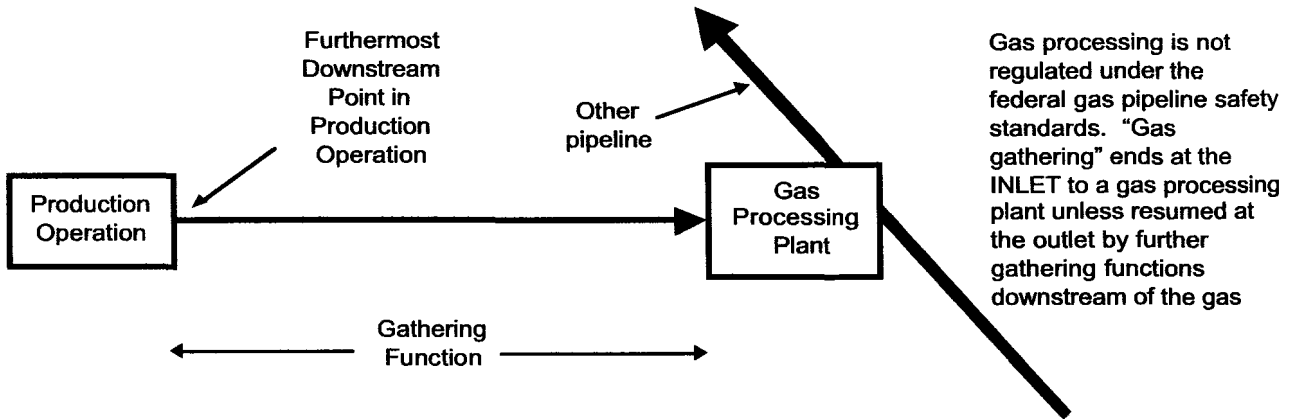 Furthermost
Downstream
Point in
Production
Operation
Other
pipeline
Gas processing is not
regulated under the
federal gas pipeline safety
standards. “Gas
gathering” ends at the
INLET to a gas processing
plant unless resumed at
the outlet by further
gathering functions
downstream of the gas
Production
Operation
Gas
Processing
Plant
Gathering
Function